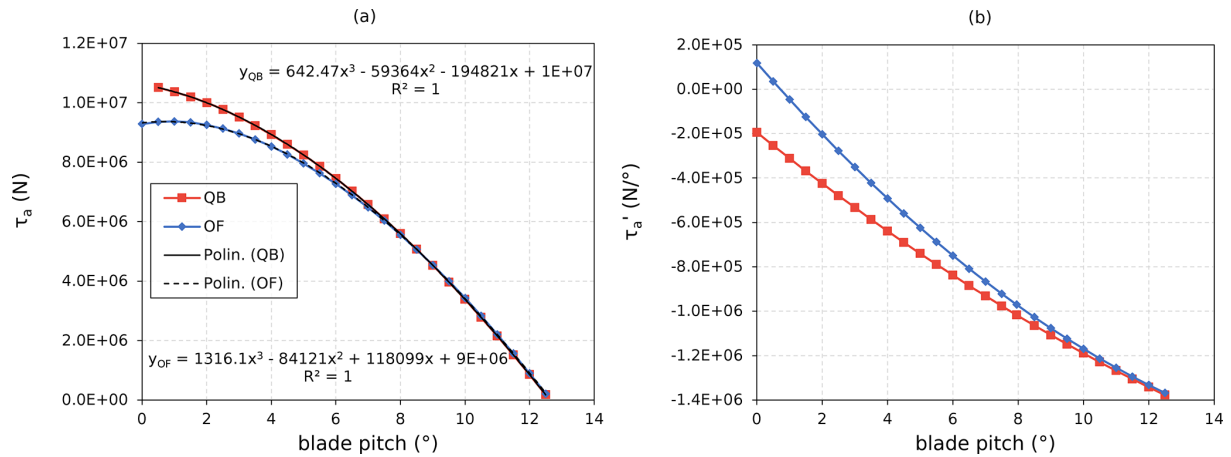 (a)
1.2E+07
1.0E+07
8.0E+06
6.0E+06
4.0E+06
2.0E+06
0.0E+00
τₐ (N)
y_QB = 642.47x³ - 59364x² - 194821x + 1E+07
R² = 1
QB
OF
Polin. (QB)
Polin. (OF)
y_OF = 1316.1x³ - 84121x² + 118099x + 9E+06
R² = 1
0 2 4 6 8 10 12 14
blade pitch (°)
(b)
2.0E+05
0.0E+00
-2.0E+05
-4.0E+05
-6.0E+05
-8.0E+05
-1.0E+06
-1.2E+06
-1.4E+06
τₐ' (N/°)
0 2 4 6 8 10 12 14
blade pitch (°)